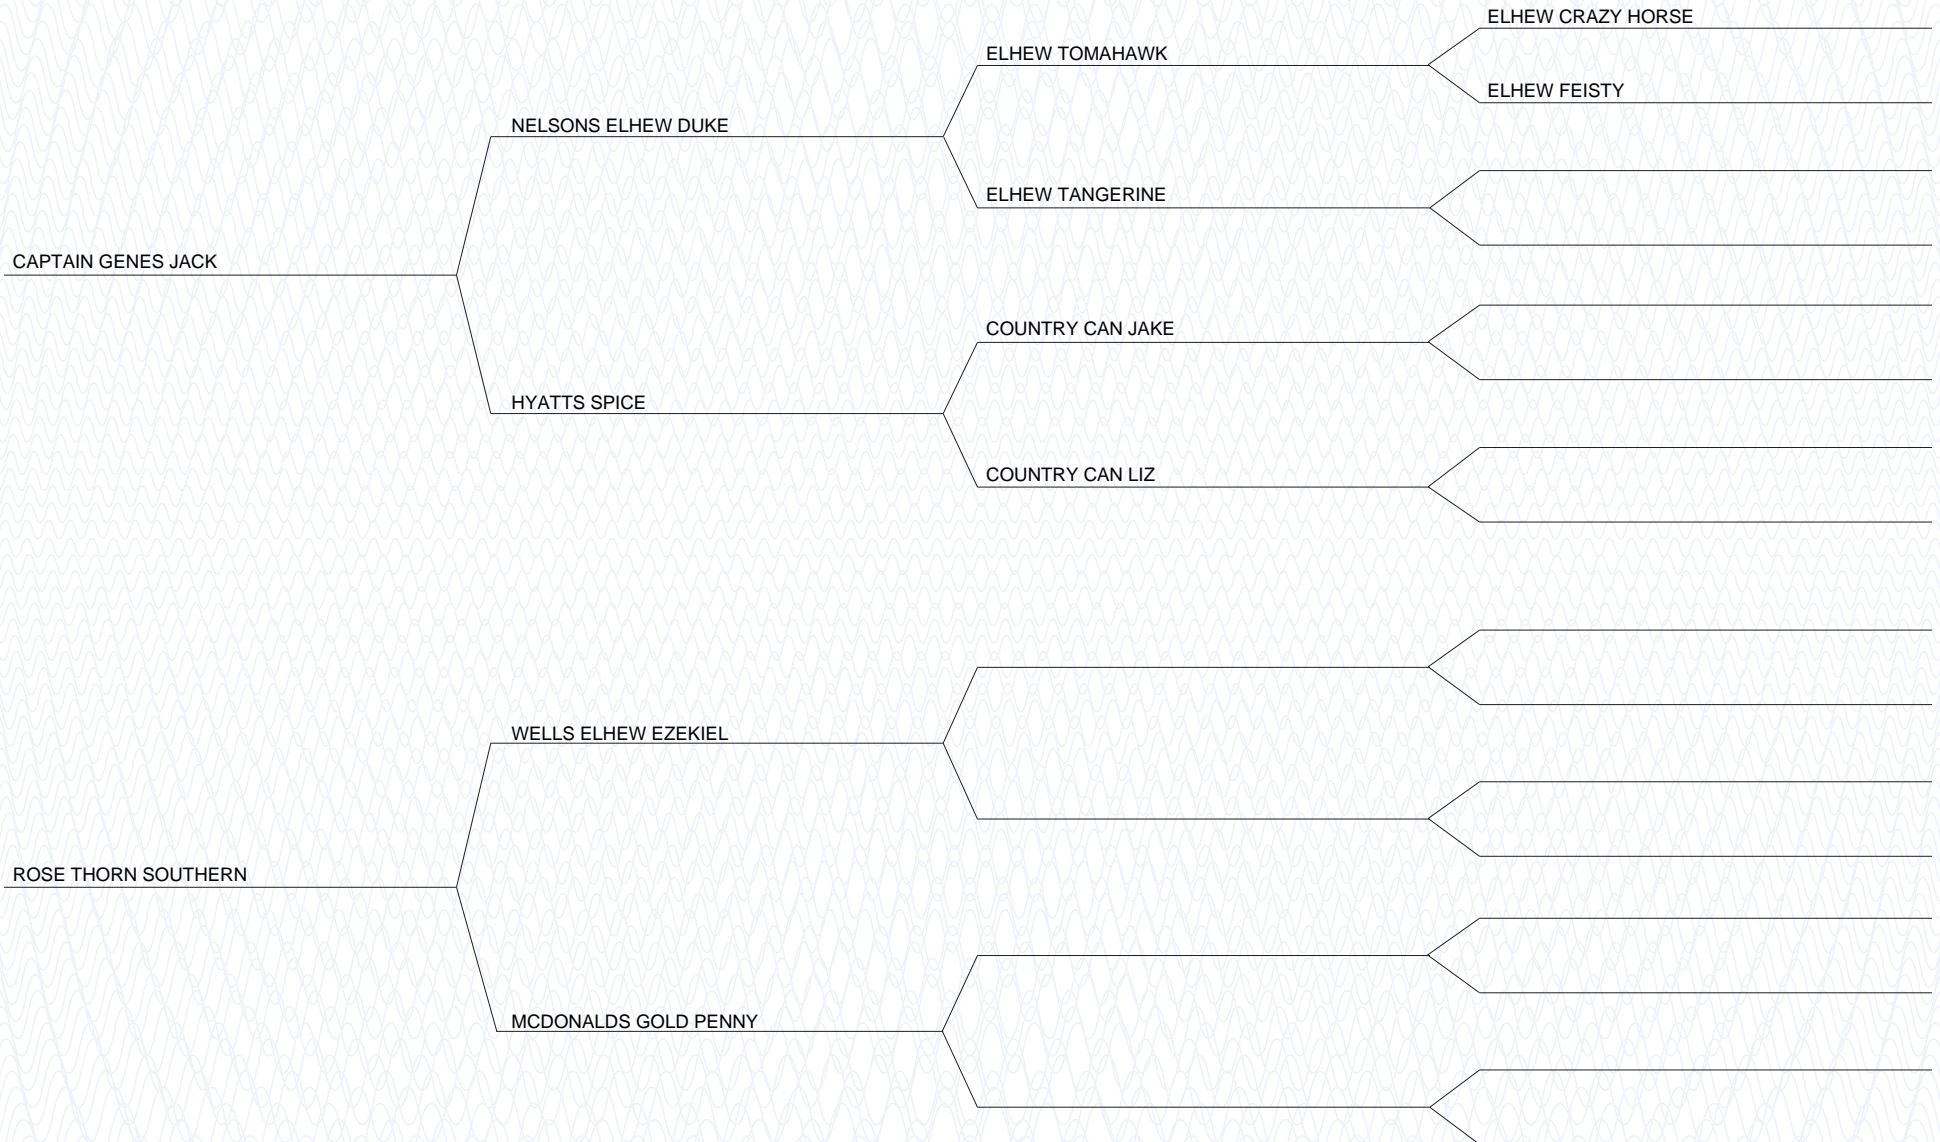 ELHEW CRAZY HORSE
ELHEW TOMAHAWK
ELHEW FEISTY
NELSONS ELHEW DUKE
ELHEW TANGERINE
CAPTAIN GENES JACK
COUNTRY CAN JAKE
HYATTS SPICE
COUNTRY CAN LIZ
WELLS ELHEW EZEKIEL
ROSE THORN SOUTHERN
MCDONALDS GOLD PENNY